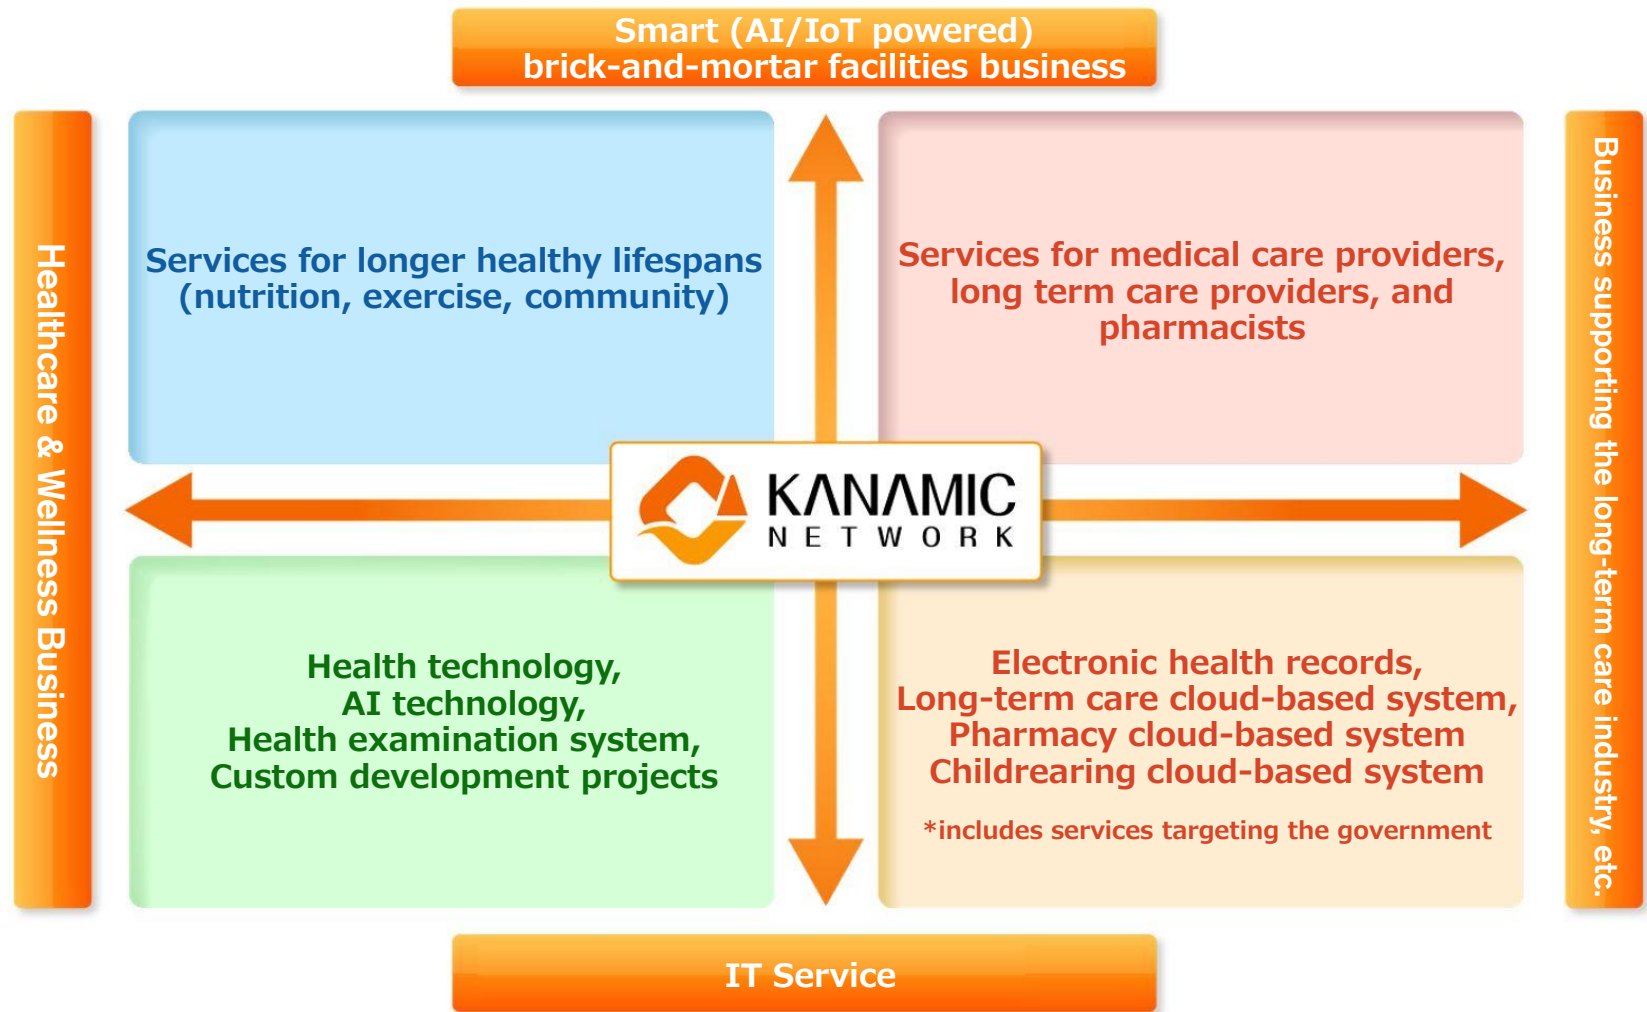 Smart (AI/IoT powered)
brick-and-mortar facilities business
Healthcare & Wellness Business
Services for longer healthy lifespans
(nutrition, exercise, community)
Services for medical care providers,
long term care providers, and
pharmacists
Business supporting the long-term care industry, etc.
KANAMIC
NETWORK
Health technology,
AI technology,
Health examination system,
Custom development projects
Electronic health records,
Long-term care cloud-based system,
Pharmacy cloud-based system
Childrearing cloud-based system
*includes services targeting the government
IT Service